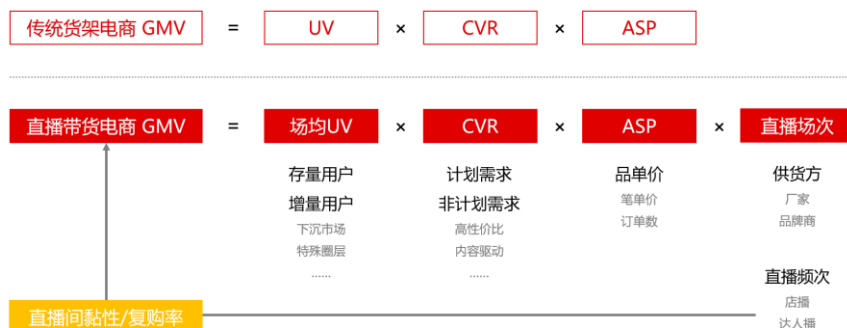 传统货架电商 GMV = UV × CVR × ASP
直播带货电商 GMV = 场均UV × CVR × ASP × 直播场次
存量用户 计划需求 品单价 供货方
增量用户 非计划需求 笔单价 厂家
下沉市场 高性价比 订单数 品牌商
特殊圈层 内容驱动
...... ......
直播频次
店播
直播间黏性/复购率 达人播